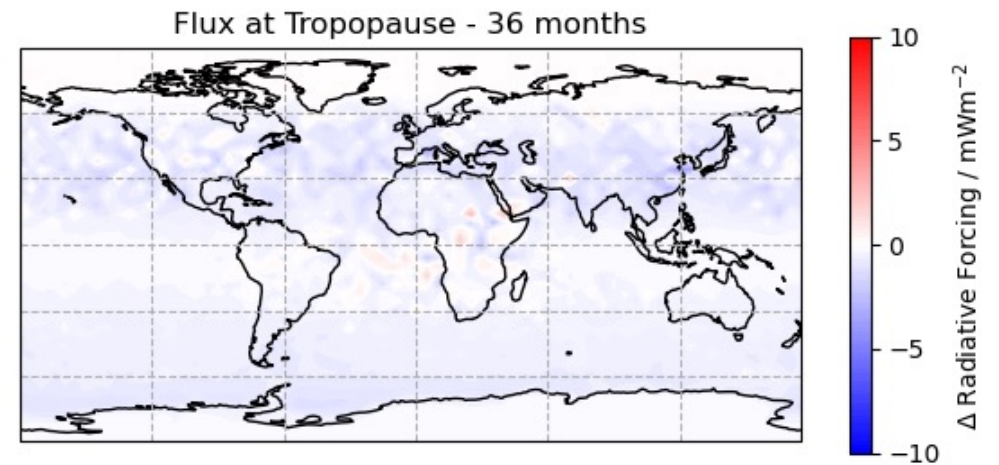 Flux at Tropopause - 36 months
10
5
0
−5
−10
Δ Radiative Forcing / mWm⁻²